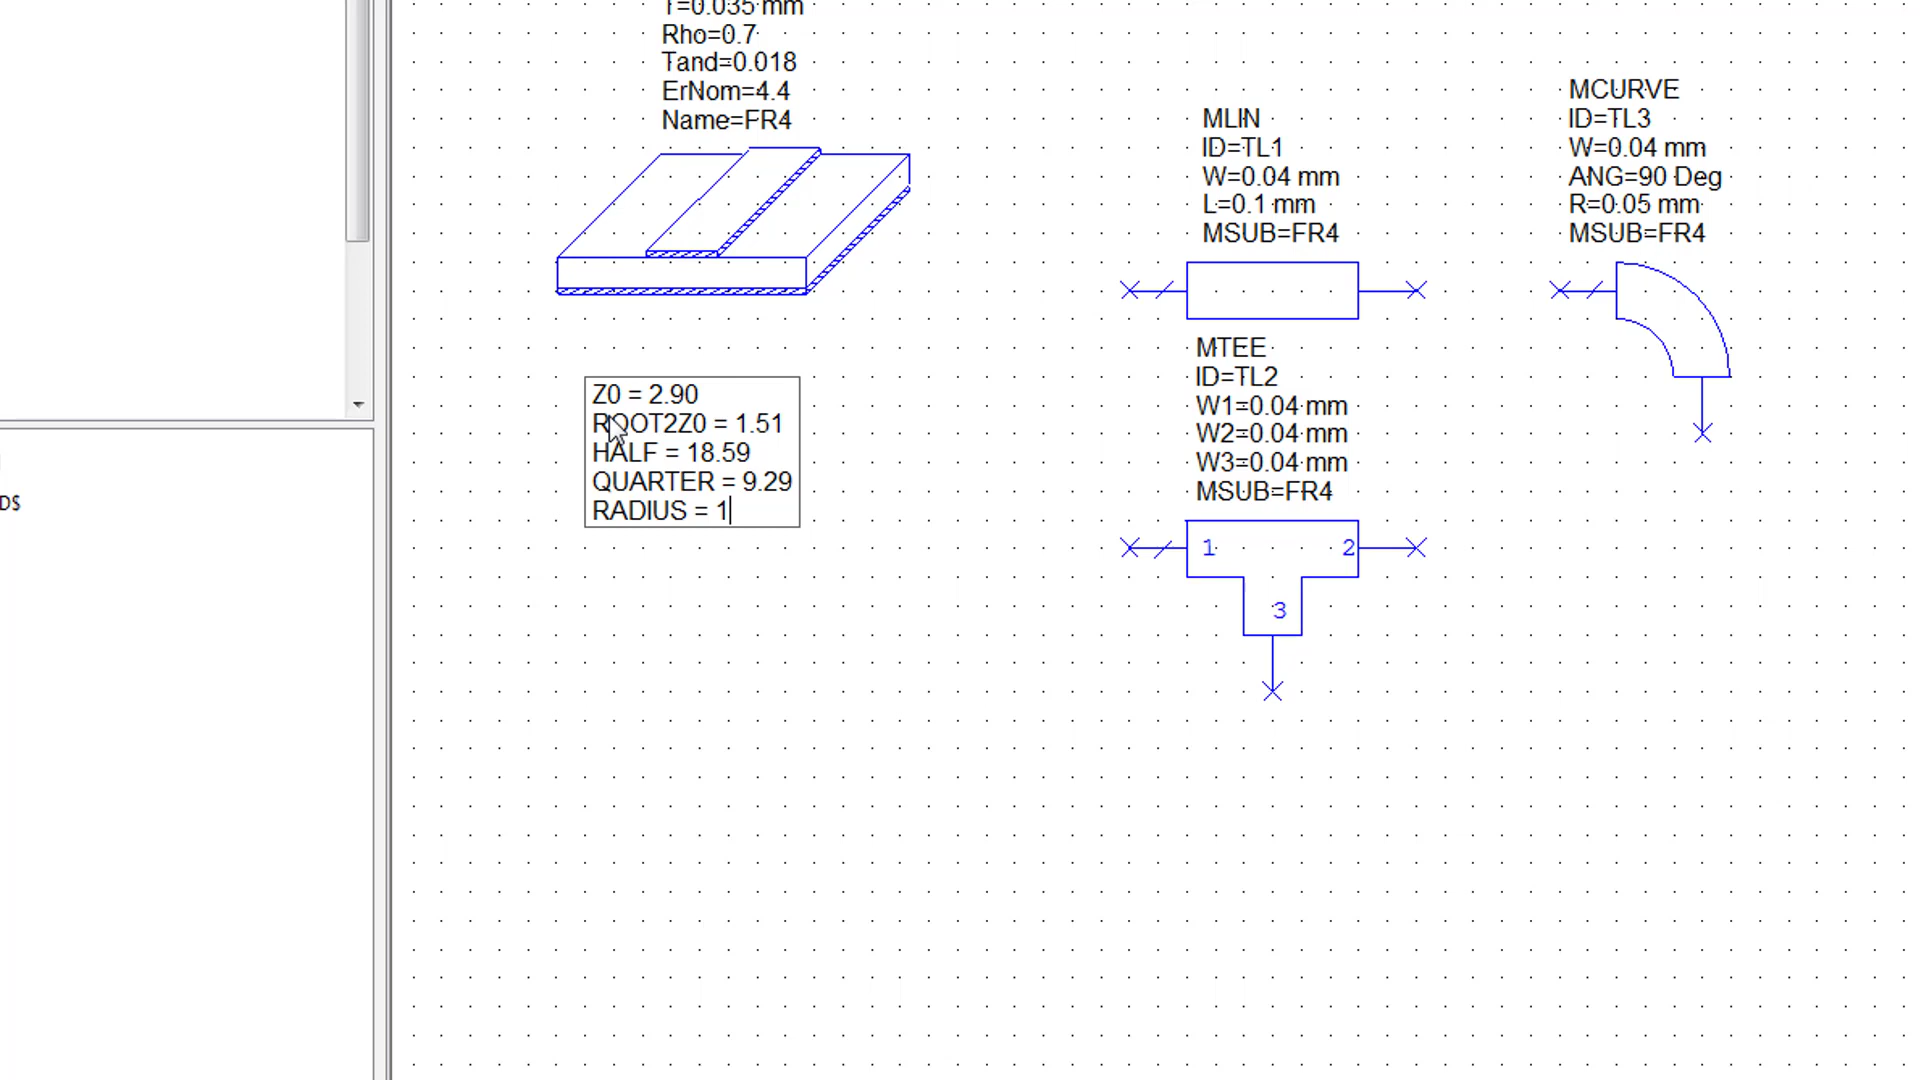 T=0.035 mm
Rho=0.7
Tand=0.018
ErNom=4.4
Name=FR4
Z0 = 2.90
ROOT2Z0 = 1.51
HALF = 18.59
QUARTER = 9.29
RADIUS = 1
DS
MLIN
ID=TL1
W=0.04 mm
L=0.1 mm
MSUB=FR4
MTEE
ID=TL2
W1=0.04 mm
W2=0.04 mm
W3=0.04 mm
MSUB=FR4
1 2
3
MCURVE
ID=TL3
W=0.04 mm
ANG=90 Deg
R=0.05 mm
MSUB=FR4